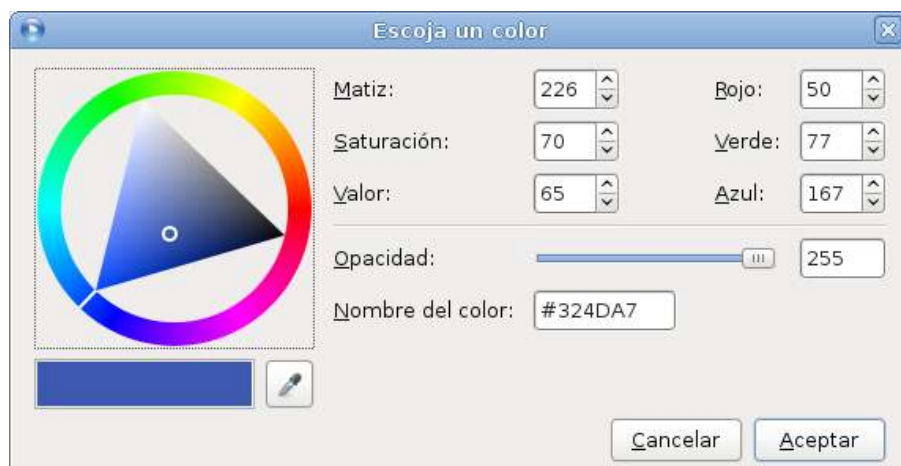 Escoja un color
Matiz: 226 Rojo: 50
Saturación: 70 Verde: 77
Valor: 65 Azul: 167
Opacidad: 255
Nombre del color: #324DA7
Cancelar Aceptar